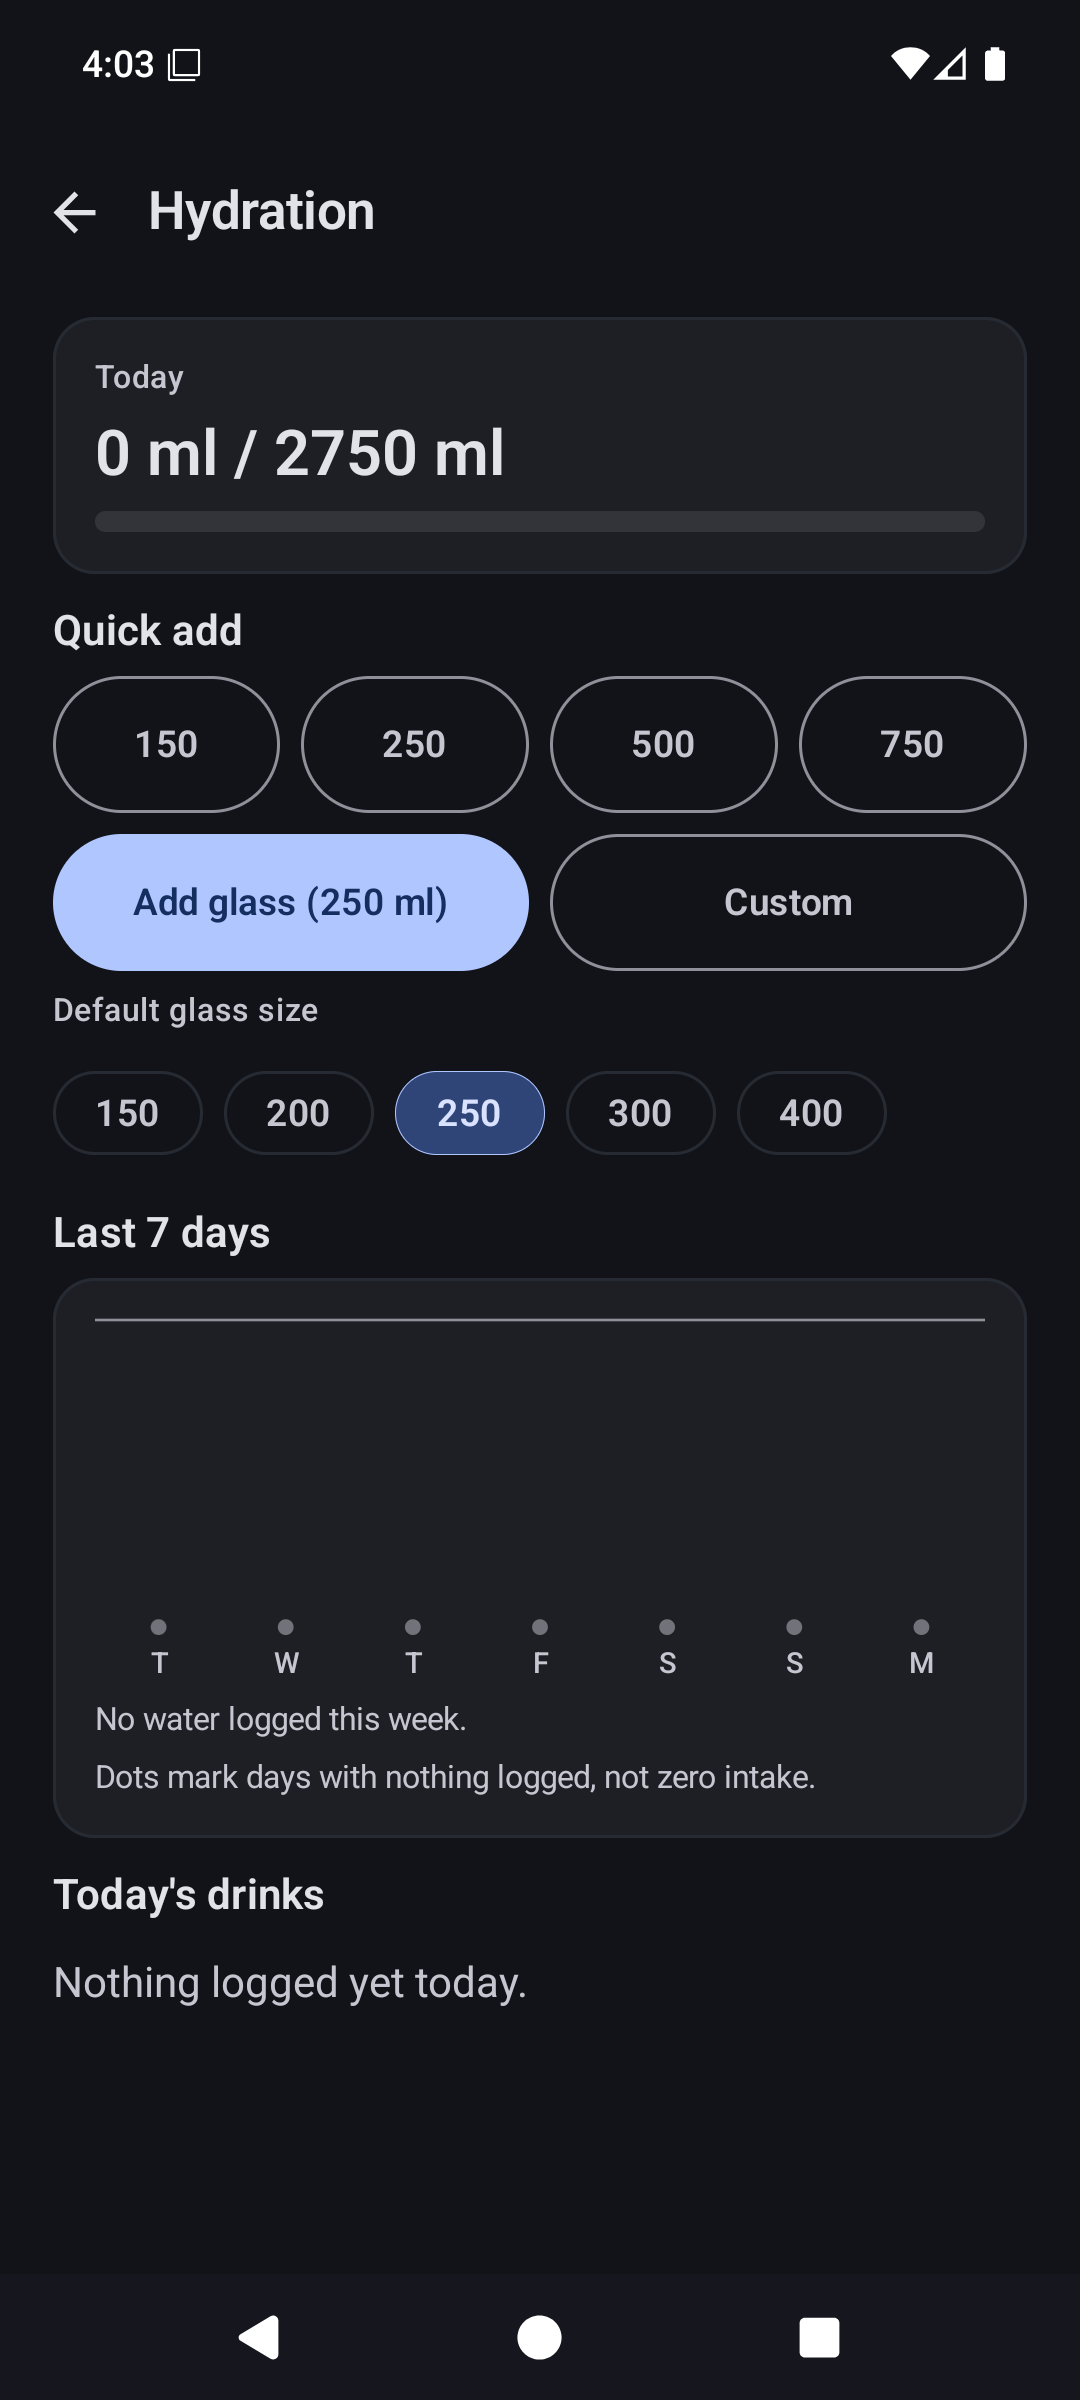 4:03
Hydration
Today
0 ml / 2750 ml
Quick add
150 250 500 750
Add glass (250 ml) Custom
Default glass size
150 200 250 300 400
Last 7 days
T W T F S S M
No water logged this week.
Dots mark days with nothing logged, not zero intake.
Today's drinks
Nothing logged yet today.